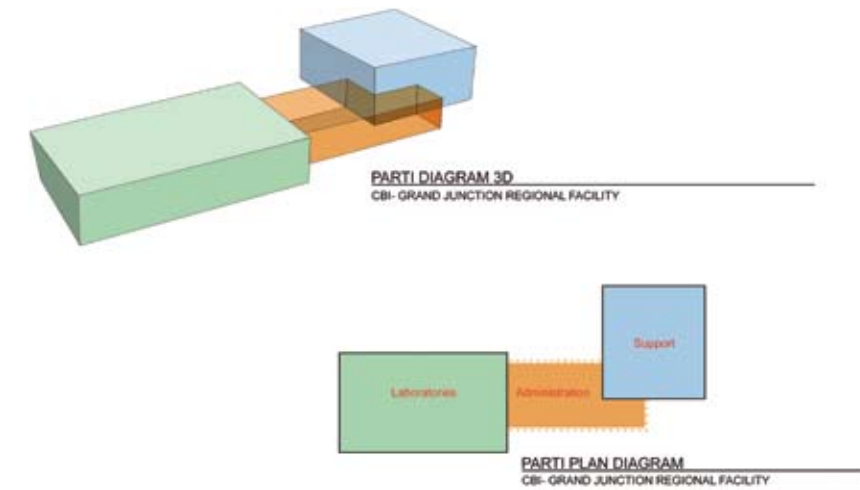 PARTI DIAGRAM 3D
CBI- GRAND JUNCTION REGIONAL FACILITY
Support
Laboratories
Administration
PARTI PLAN DIAGRAM
CBI- GRAND JUNCTION REGIONAL FACILITY